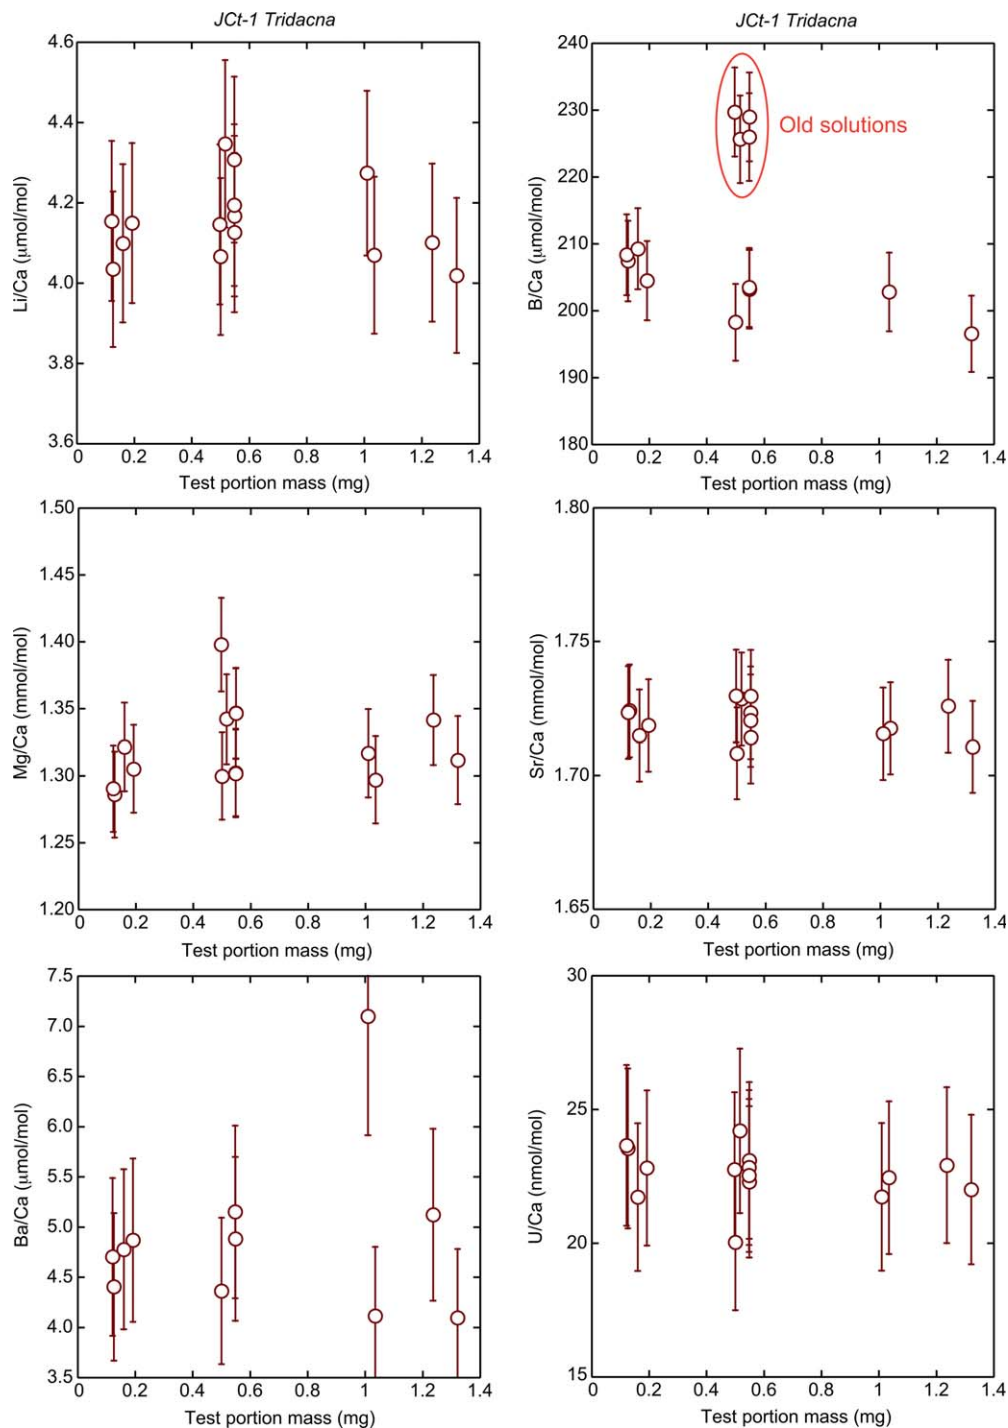 JCt-1 Tridacna
4.6
4.4
4.2
4.0
3.8
3.6
Li/Ca (μmol/mol)
0 0.2 0.4 0.6 0.8 1 1.2 1.4
Test portion mass (mg)
JCt-1 Tridacna
240
230
220
210
200
190
180
B/Ca (μmol/mol)
Old solutions
0 0.2 0.4 0.6 0.8 1 1.2 1.4
Test portion mass (mg)
1.50
1.45
1.40
1.35
1.30
1.25
1.20
Mg/Ca (mmol/mol)
0 0.2 0.4 0.6 0.8 1 1.2 1.4
Test portion mass (mg)
1.80
1.75
1.70
1.65
Sr/Ca (mmol/mol)
0 0.2 0.4 0.6 0.8 1 1.2 1.4
Test portion mass (mg)
7.5
7.0
6.0
5.0
4.5
4.0
3.5
Ba/Ca (μmol/mol)
0 0.2 0.4 0.6 0.8 1 1.2 1.4
Test portion mass (mg)
30
25
20
15
U/Ca (nmol/mol)
0 0.2 0.4 0.6 0.8 1 1.2 1.4
Test portion mass (mg)